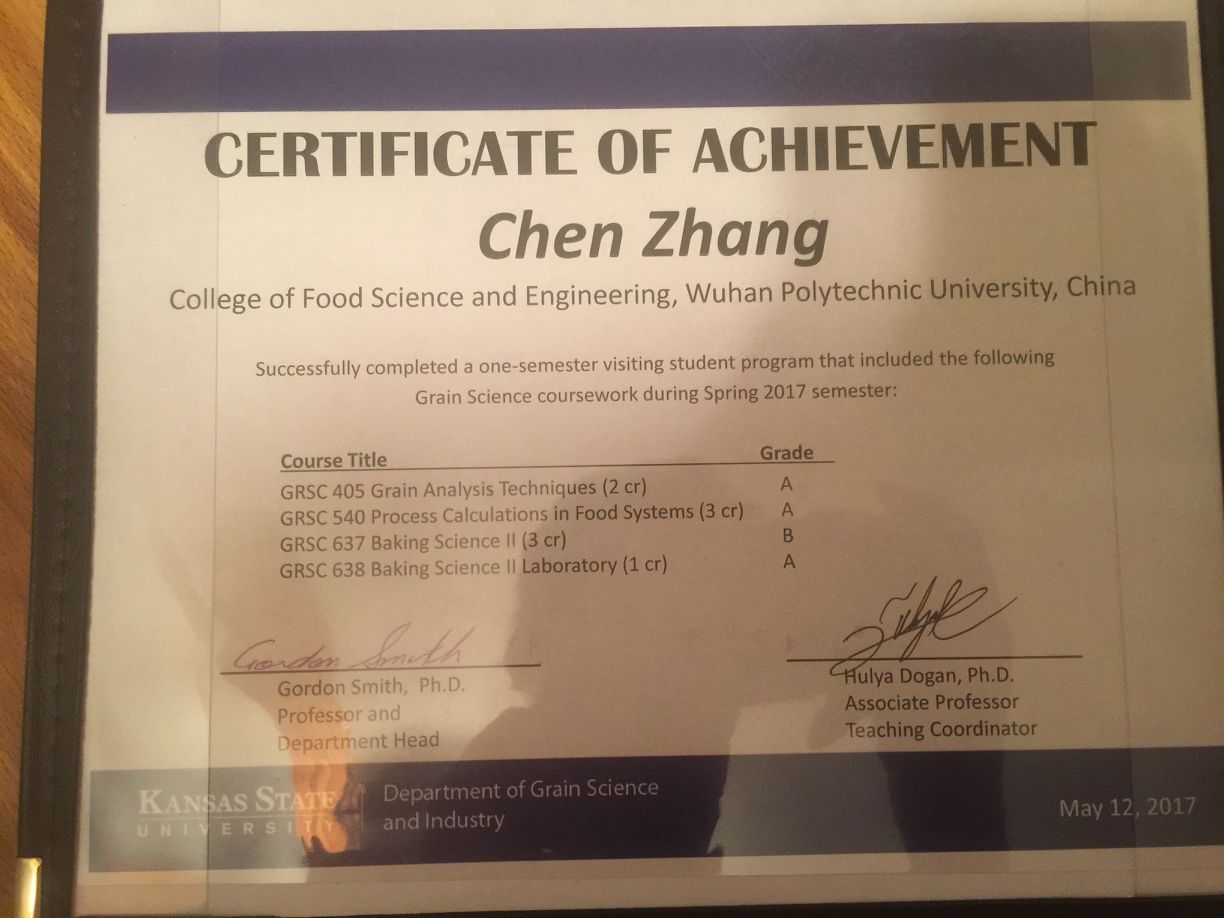 CERTIFICATE OF ACHIEVEMENT
Chen Zhang
College of Food Science and Engineering, Wuhan Polytechnic University, China
Successfully completed a one-semester visiting student program that included the following
Grain Science coursework during Spring 2017 semester:
Course Title Grade
GRSC 405 Grain Analysis Techniques (2 cr) A
GRSC 540 Process Calculations in Food Systems (3 cr) A
GRSC 637 Baking Science II (3 cr) B
GRSC 638 Baking Science II Laboratory (1 cr) A
Gordon Smith
Gordon Smith, Ph.D.
Professor and
Department Head
Hulya Dogan, Ph.D.
Associate Professor
Teaching Coordinator
KANSAS STATE
UNIVERSITY
Department of Grain Science
and Industry
May 12, 2017